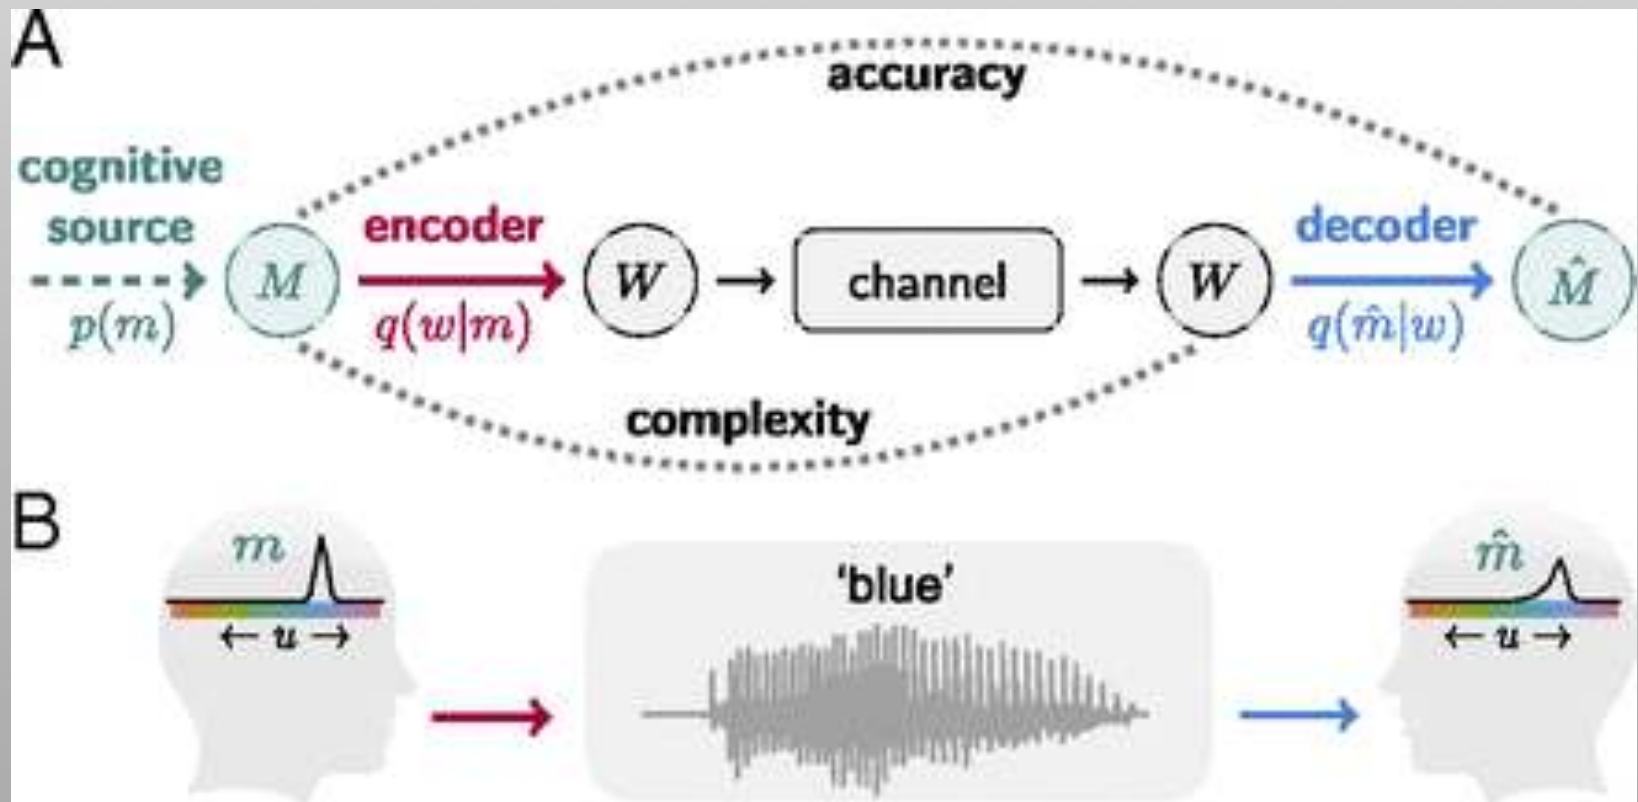 A
accuracy
cognitive
source
encoder
decoder
M
W
channel
W
M̂
p(m)
q(w|m)
q(m̂|w)
complexity
B
m
← u →
'blue'
m̂
← u →